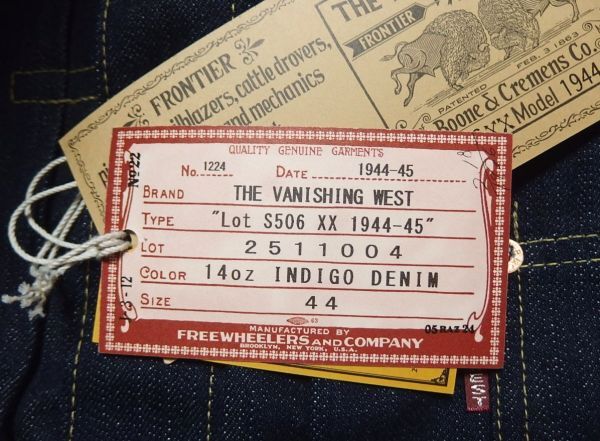 THE
FRONTIER
FRONTIER
trailblazers, cattle drovers,
and mechanics
PATENTED FEB. 3 1863
Boone & Cremens Co.
XX Model 1944
QUALITY GENUINE GARMENTS
No. 1224 DATE 1944-45
BRAND THE VANISHING WEST
TYPE "Lot S506 XX 1944-45"
LOT 2511004
COLOR 14oz INDIGO DENIM
SIZE 44
MANUFACTURED BY
FREEWHEELERS AND COMPANY
BROOKLYN, NEW YORK, U.S.A.
Nº 22
63